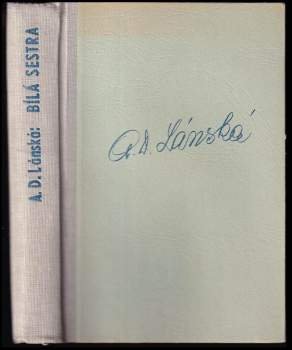 A. D. Lánská: BÍLÁ SESTRA
A. D. Lánská